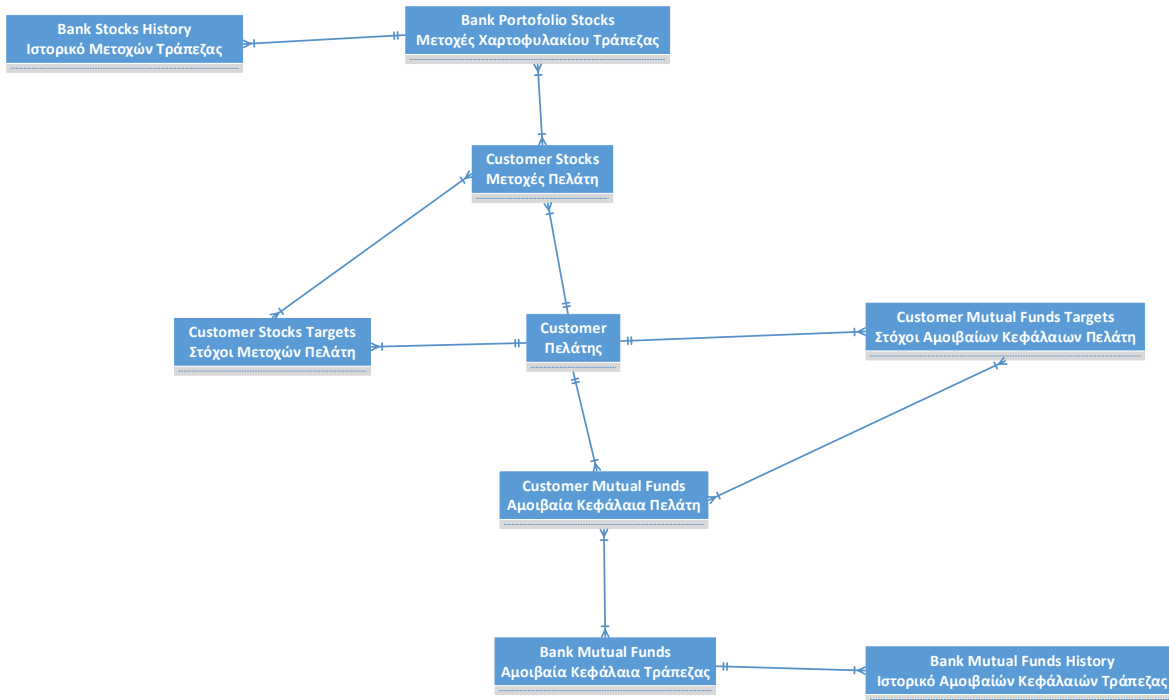 Bank Stocks History
Ιστορικό Μετοχών Τράπεζας
Bank Portofolio Stocks
Μετοχές Χαρτοφυλακίου Τράπεζας
Customer Stocks
Μετοχές Πελάτη
Customer Stocks Targets
Στόχοι Μετοχών Πελάτη
Customer
Πελάτης
Customer Mutual Funds Targets
Στόχοι Αμοιβαίων Κεφάλαιων Πελάτη
Customer Mutual Funds
Αμοιβαία Κεφάλαια Πελάτη
Bank Mutual Funds
Αμοιβαία Κεφάλαια Τράπεζας
Bank Mutual Funds History
Ιστορικό Αμοιβαίών Κεφάλαιών Τράπεζας